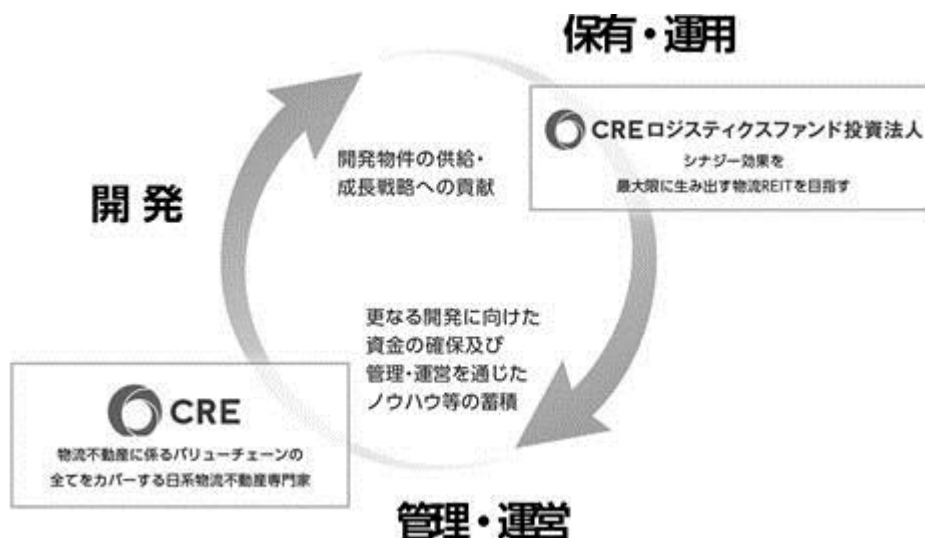 保有・運用
CREロジスティクスファンド投資法人
シナジー効果を
最大限に生み出す物流REITを目指す
開発物件の供給・
成長戦略への貢献
開発
更なる開発に向けた
資金の確保及び
管理・運営を通じた
ノウハウ等の蓄積
CRE
物流不動産に係るバリューチェーンの
全てをカバーする日系物流不動産専門家
管理・運営